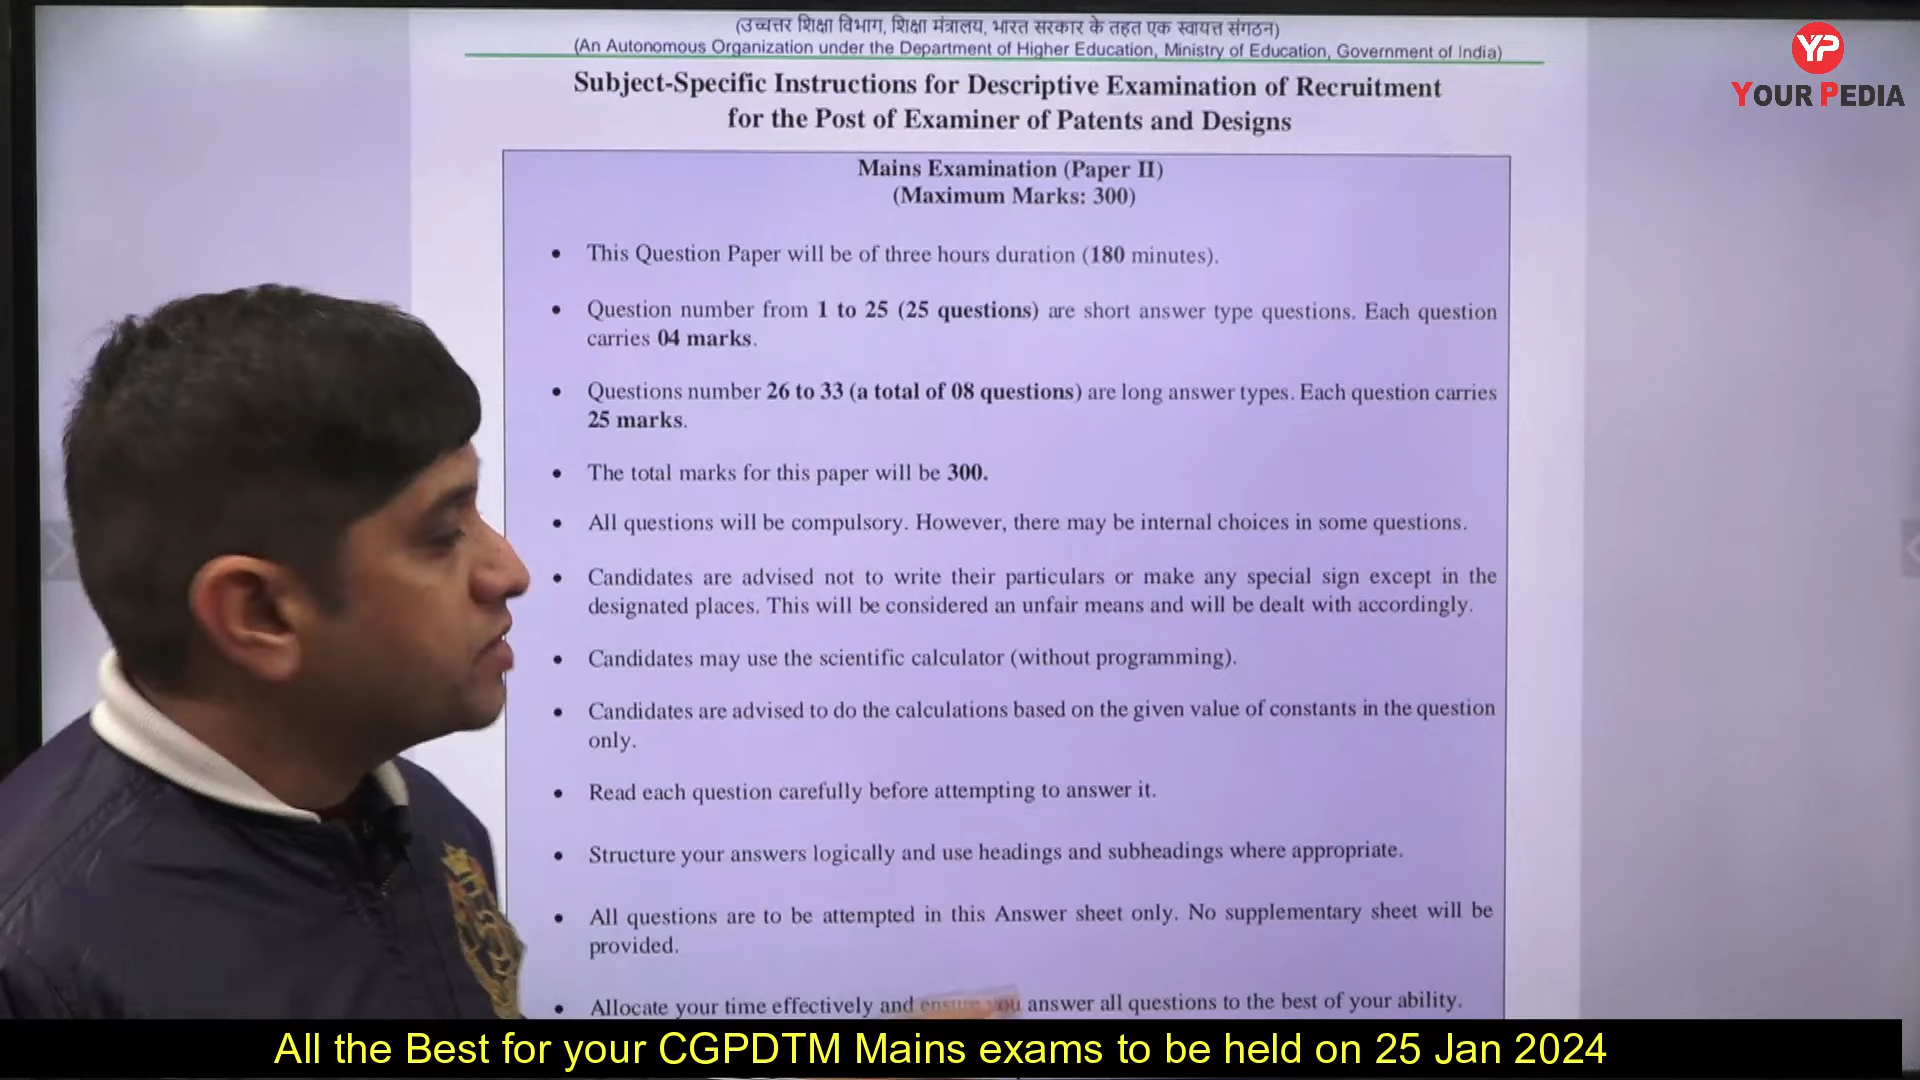 (उच्चत्तर शिक्षा विभाग, शिक्षा मंत्रालय, भारत सरकार के तहत एक स्वायत्त संगठन)
(An Autonomous Organization under the Department of Higher Education, Ministry of Education, Government of India)
YP
YOUR PEDIA
Subject-Specific Instructions for Descriptive Examination of Recruitment
for the Post of Examiner of Patents and Designs
Mains Examination (Paper II)
(Maximum Marks: 300)
• This Question Paper will be of three hours duration (180 minutes).
• Question number from 1 to 25 (25 questions) are short answer type questions. Each question
carries 04 marks.
• Questions number 26 to 33 (a total of 08 questions) are long answer types. Each question carries
25 marks.
• The total marks for this paper will be 300.
• All questions will be compulsory. However, there may be internal choices in some questions.
• Candidates are advised not to write their particulars or make any special sign except in the
designated places. This will be considered an unfair means and will be dealt with accordingly.
• Candidates may use the scientific calculator (without programming).
• Candidates are advised to do the calculations based on the given value of constants in the question
only.
• Read each question carefully before attempting to answer it.
• Structure your answers logically and use headings and subheadings where appropriate.
• All questions are to be attempted in this Answer sheet only. No supplementary sheet will be
provided.
• Allocate your time effectively and ensure you answer all questions to the best of your ability.
All the Best for your CGPDTM Mains exams to be held on 25 Jan 2024